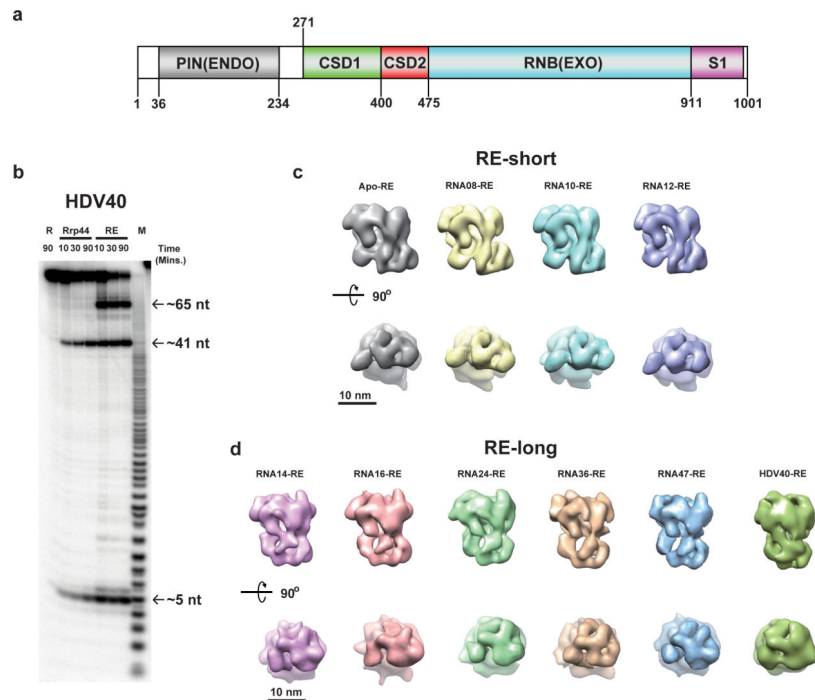 a
271
PIN(ENDO) CSD1 CSD2 RNB(EXO) S1
1 36 234 400 475 911 1001
b
HDV40
R Rrp44 RE M
90 10 30 90 10 30 90 Time
(Mins.)
←~65 nt
←~41 nt
←~5 nt
c
RE-short
Apo-RE RNA08-RE RNA10-RE RNA12-RE
90°
10 nm
d
RE-long
RNA14-RE RNA16-RE RNA24-RE RNA36-RE RNA47-RE HDV40-RE
90°
10 nm